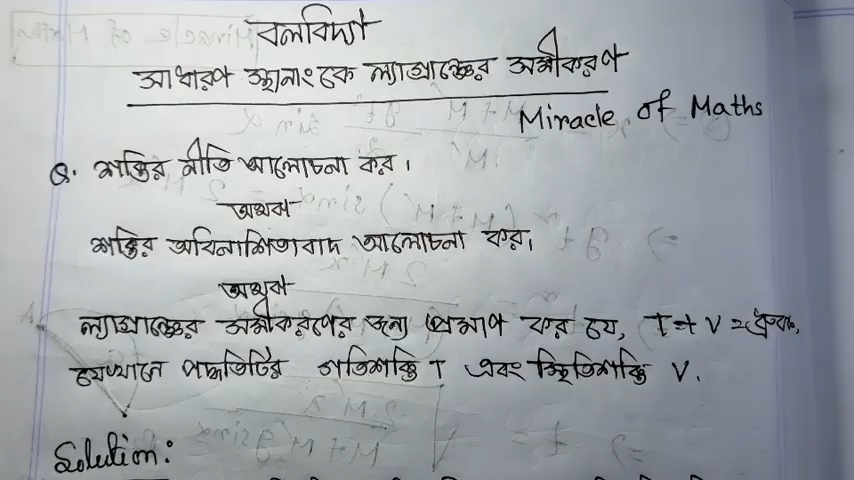 বলবিদ্যা
সাধারণ স্থানাংকে ল্যাগ্রাঞ্জের সমীকরণ
Miracle of Maths
Q. শক্তির নীতি আলোচনা কর।
অথবা
শক্তির অবিনাশিতাবাদ আলোচনা কর।
অথবা
ল্যাগ্রাঞ্জের সমীকরণের জন্য প্রমাণ কর যে, T + V = ধ্রুবক,
যেখানে পদ্ধতিটির গতিশক্তি T এবং স্থিতিশক্তি V.
Solution: